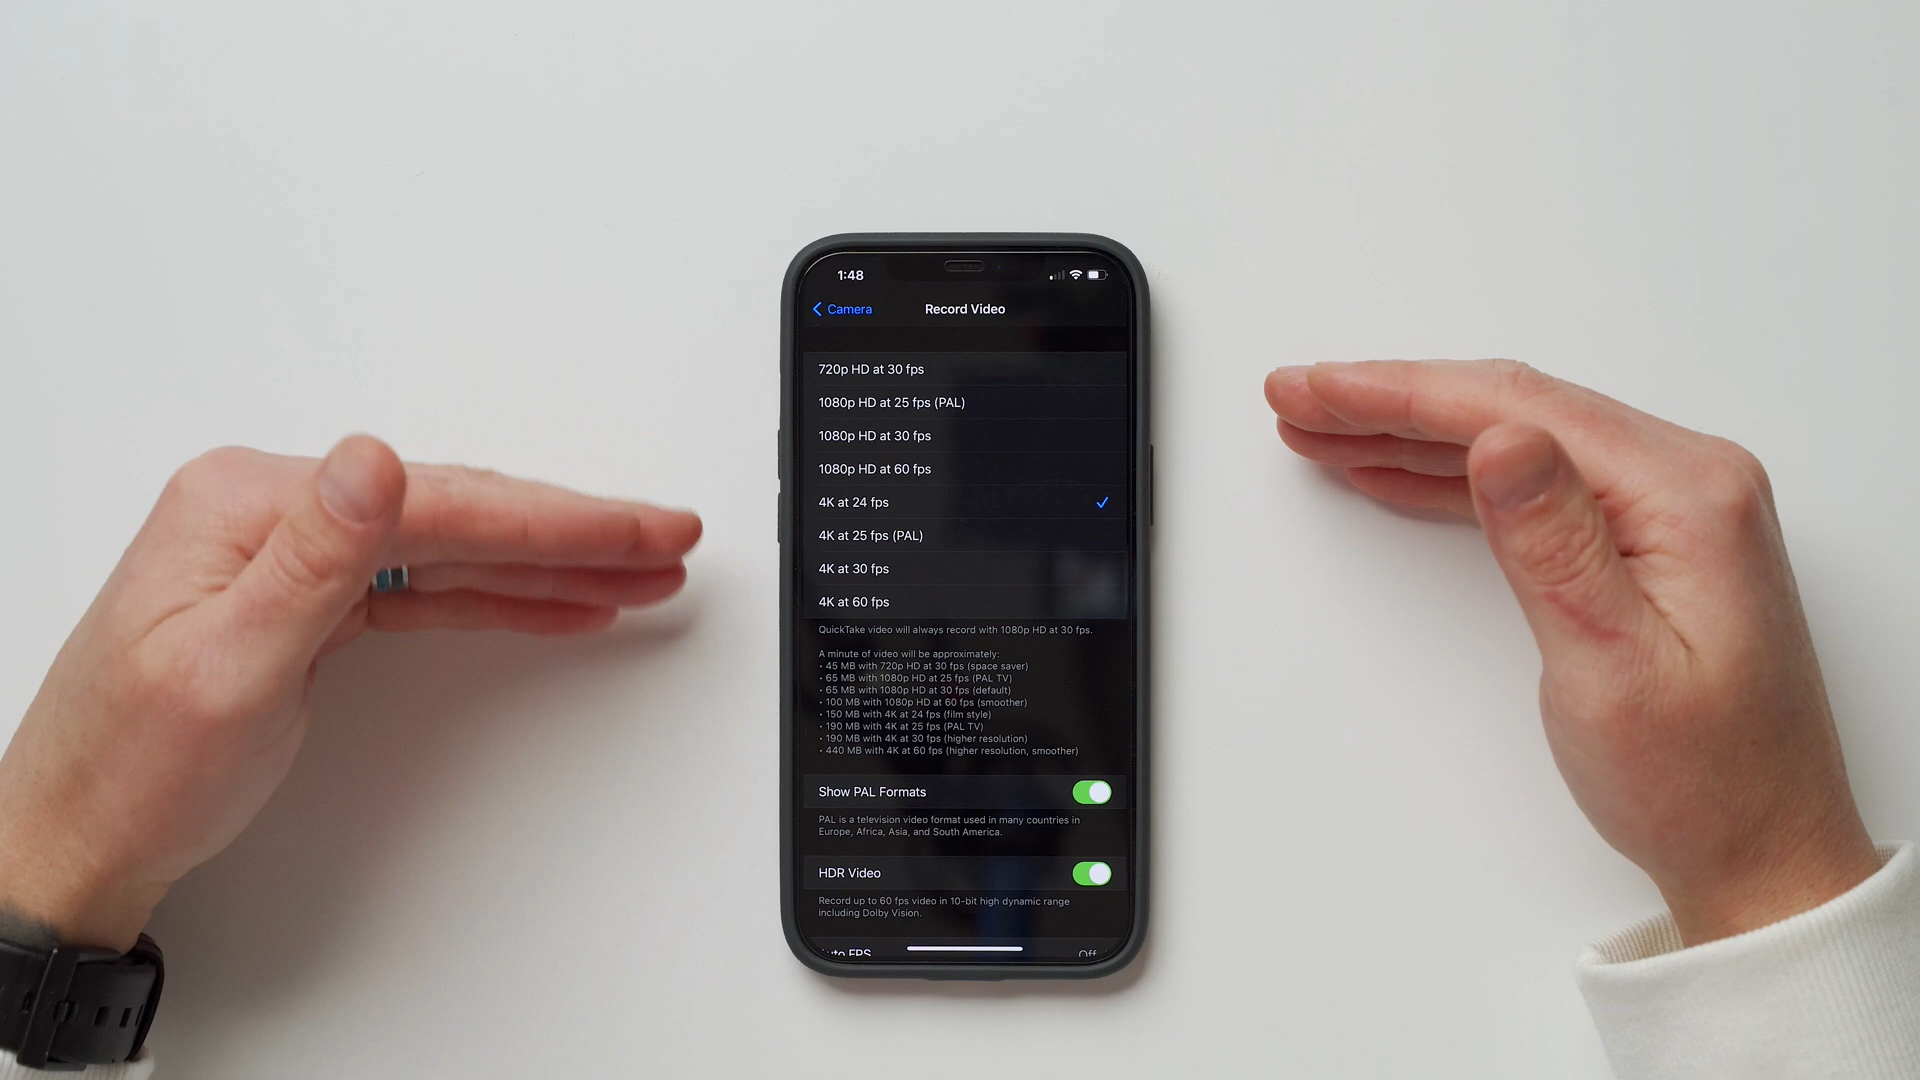 1:48
Camera
Record Video
720p HD at 30 fps
1080p HD at 25 fps (PAL)
1080p HD at 30 fps
1080p HD at 60 fps
4K at 24 fps
4K at 25 fps (PAL)
4K at 30 fps
4K at 60 fps
QuickTake video will always record with 1080p HD at 30 fps.
A minute of video will be approximately:
• 45 MB with 720p HD at 30 fps (space saver)
• 65 MB with 1080p HD at 25 fps (PAL TV)
• 65 MB with 1080p HD at 30 fps (default)
• 100 MB with 1080p HD at 60 fps (smoother)
• 150 MB with 4K at 24 fps (film style)
• 190 MB with 4K at 25 fps (PAL TV)
• 190 MB with 4K at 30 fps (higher resolution)
• 440 MB with 4K at 60 fps (higher resolution, smoother)
Show PAL Formats
PAL is a television video format used in many countries in
Europe, Africa, Asia, and South America.
HDR Video
Record up to 60 fps video in 10-bit high dynamic range
including Dolby Vision.
Auto FPS Off